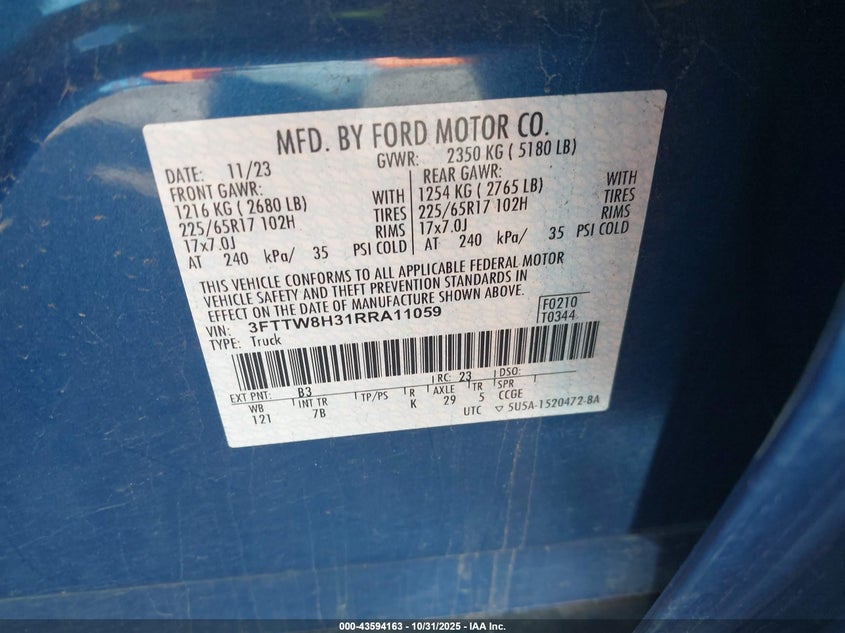 MFD. BY FORD MOTOR CO.
DATE: 11/23
GVWR: 2350 KG ( 5180 LB)
FRONT GAWR:
1216 KG ( 2680 LB) WITH
225/65R17 102H TIRES
17x7.0J RIMS
AT 240 kPa/ 35 PSI COLD
REAR GAWR:
1254 KG ( 2765 LB) WITH
225/65R17 102H TIRES
17x7.0J RIMS
AT 240 kPa/ 35 PSI COLD
THIS VEHICLE CONFORMS TO ALL APPLICABLE FEDERAL MOTOR
VEHICLE SAFETY AND THEFT PREVENTION STANDARDS IN
EFFECT ON THE DATE OF MANUFACTURE SHOWN ABOVE.
VIN: 3FTTW8H31RRA11059
TYPE: Truck
F0210
T0344
EXT PNT: B3 RC: 23 DSO:
WB INT TR TP/PS R AXLE TR SPR
121 7B K 29 5 CCGE
UTC ▽ 5U5A-1520472-BA
000-43594163 - 10/31/2025 - IAA Inc.